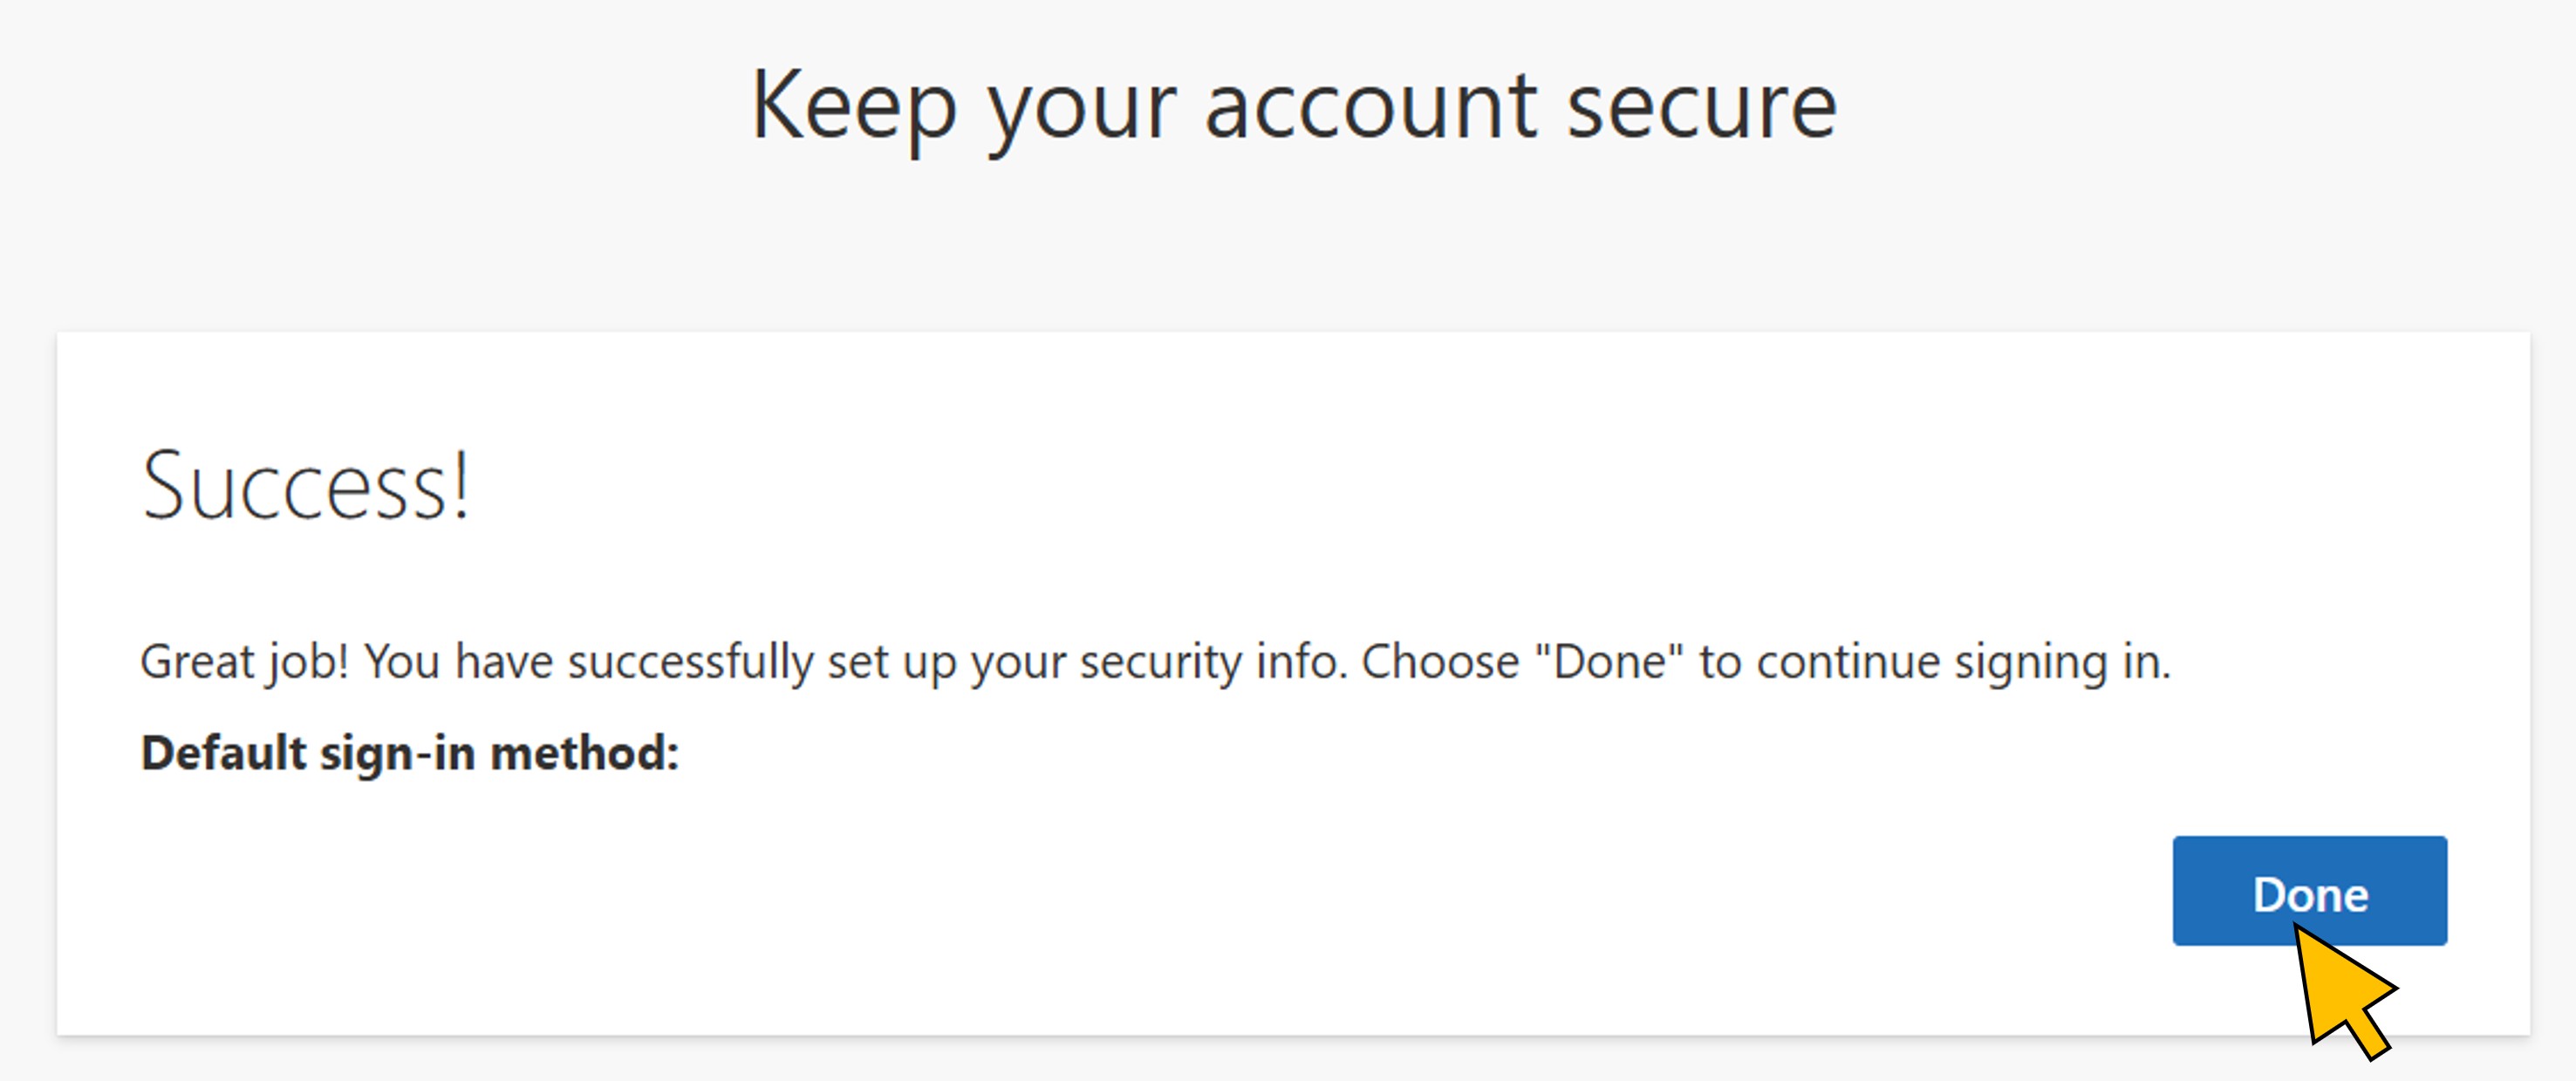 Keep your account secure
Success!
Great job! You have successfully set up your security info. Choose "Done" to continue signing in.
Default sign-in method:
Done